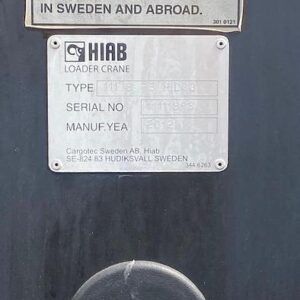 IN SWEDEN AND ABROAD.
301 0121
HIAB
LOADER CRANE
TYPE
SERIAL NO
MANUF.YEA
Cargotec Sweden AB, Hiab
SE-824 83 HUDIKSVALL SWEDEN
344 6263